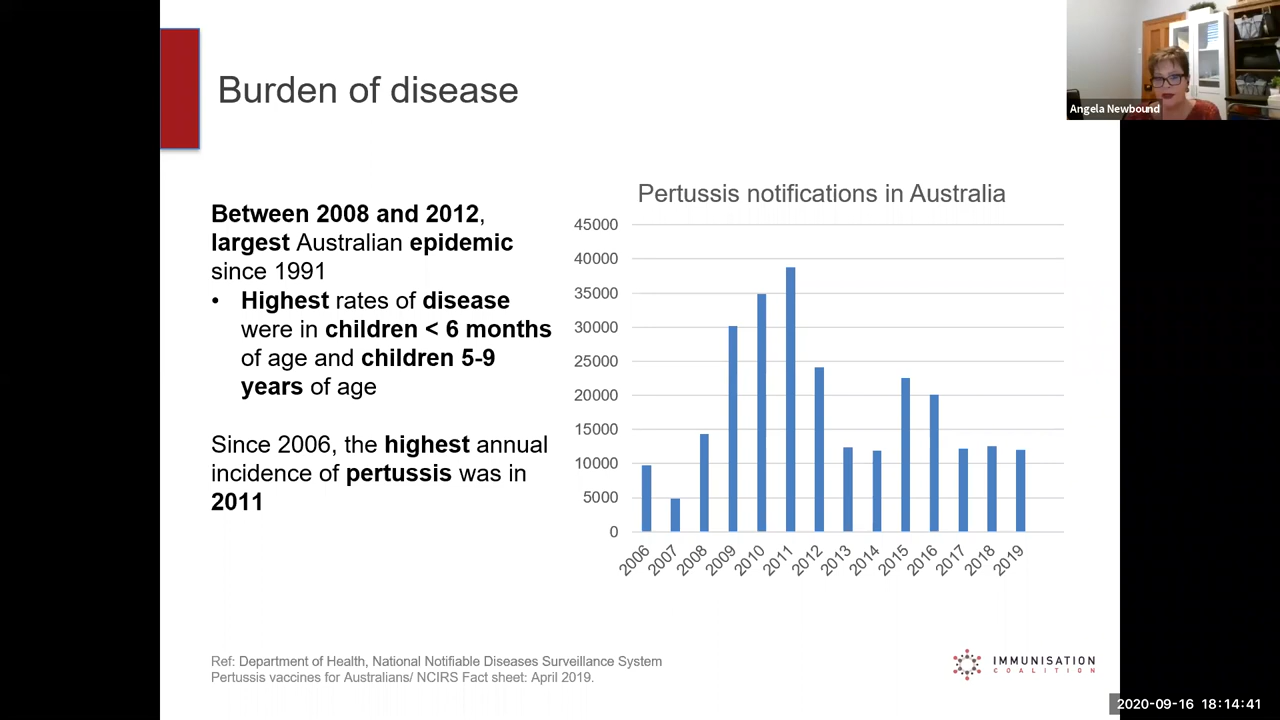 Burden of disease
Angela Newbound
Between 2008 and 2012,
largest Australian epidemic
since 1991
• Highest rates of disease
were in children < 6 months
of age and children 5-9
years of age
Since 2006, the highest annual
incidence of pertussis was in
2011
Pertussis notifications in Australia
45000
40000
35000
30000
25000
20000
15000
10000
5000
0
2006 2007 2008 2009 2010 2011 2012 2013 2014 2015 2016 2017 2018 2019
Ref: Department of Health, National Notifiable Diseases Surveillance System
Pertussis vaccines for Australians/ NCIRS Fact sheet: April 2019.
IMMUNISATION
COALITION
2020-09-16 18:14:41